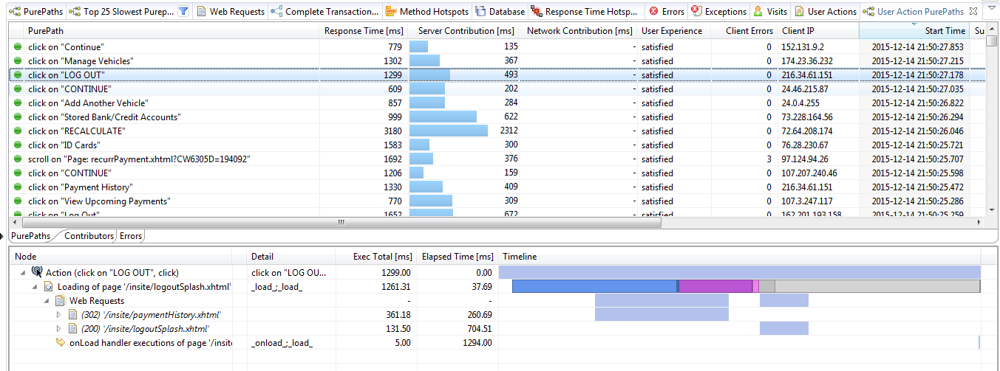 PurePaths Top 25 Slowest Purep... Web Requests Complete Transaction... Method Hotspots Database Response Time Hotsp... Errors Exceptions Visits User Actions User Action PurePaths
PurePath Response Time [ms] Server Contribution [ms] Network Contribution [ms] User Experience Client Errors Client IP Start Time Su
click on "Continue" 779 135 - satisfied 0 152.131.9.2 2015-12-14 21:50:27.853
click on "Manage Vehicles" 1302 367 - satisfied 0 174.23.36.232 2015-12-14 21:50:27.215
click on "LOG OUT" 1299 493 - satisfied 0 216.34.61.151 2015-12-14 21:50:27.178
click on "CONTINUE" 609 202 - satisfied 0 24.46.215.87 2015-12-14 21:50:27.035
click on "Add Another Vehicle" 857 284 - satisfied 0 24.0.4.255 2015-12-14 21:50:26.822
click on "Stored Bank/Credit Accounts" 999 622 - satisfied 0 73.228.164.56 2015-12-14 21:50:26.294
click on "RECALCULATE" 3180 2312 - satisfied 0 72.64.208.174 2015-12-14 21:50:26.046
click on "ID Cards" 1583 300 - satisfied 0 76.28.230.67 2015-12-14 21:50:25.721
scroll on "Page: recurrPayment.xhtml?CW6305D=194092" 1692 376 - satisfied 3 97.124.94.26 2015-12-14 21:50:25.707
click on "CONTINUE" 1206 159 - satisfied 0 107.207.240.46 2015-12-14 21:50:25.598
click on "Payment History" 1330 409 - satisfied 0 216.34.61.151 2015-12-14 21:50:25.472
click on "View Upcoming Payments" 770 309 - satisfied 0 107.3.247.117 2015-12-14 21:50:25.286
click on "Log Out" 1652 672 - satisfied 0 162.201.193.158 2015-12-14 21:50:25.259
PurePaths Contributors Errors
Node Detail Exec Total [ms] Elapsed Time [ms] Timeline
Action (click on "LOG OUT", click) click on "LOG OU... 1299.00 0.00
Loading of page '/insite/logoutSplash.xhtml' _load_;_load_ 1261.31 37.69
Web Requests - -
(302) '/insite/paymentHistory.xhtml' 361.18 260.69
(200) '/insite/logoutSplash.xhtml' 131.50 704.51
onLoad handler executions of page '/insite _onload_;_load_ 5.00 1294.00